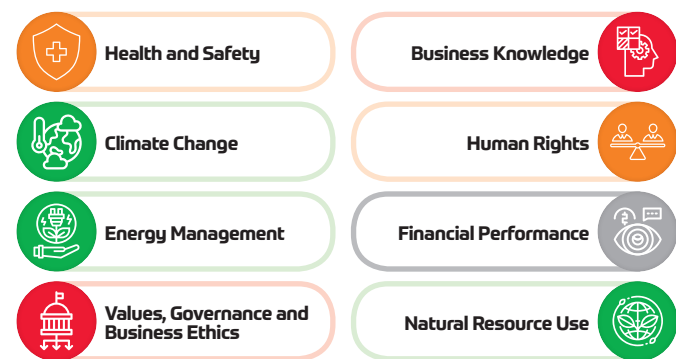 Health and Safety
Business Knowledge
Climate Change
Human Rights
Energy Management
Financial Performance
Values, Governance and
Business Ethics
Natural Resource Use